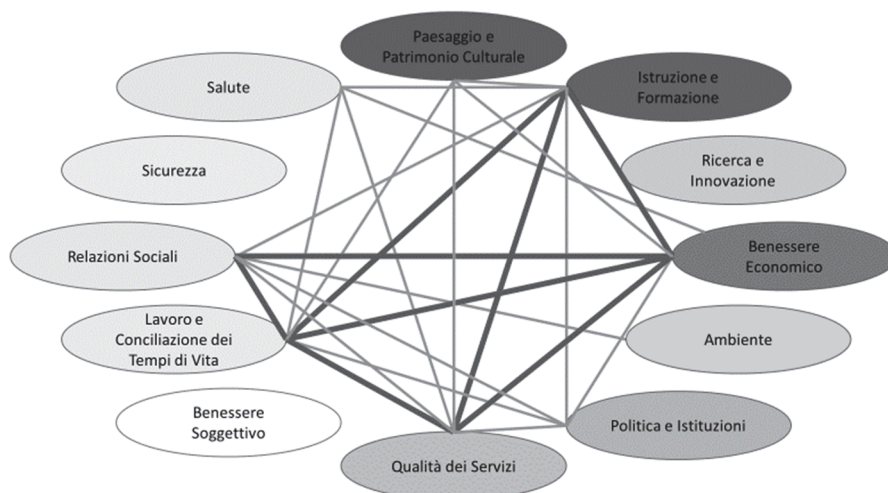 Paesaggio e
Patrimonio Culturale
Salute
Istruzione e
Formazione
Sicurezza
Ricerca e
Innovazione
Relazioni Sociali
Benessere
Economico
Lavoro e
Conciliazione dei
Tempi di Vita
Ambiente
Benessere
Soggettivo
Politica e Istituzioni
Qualità dei Servizi